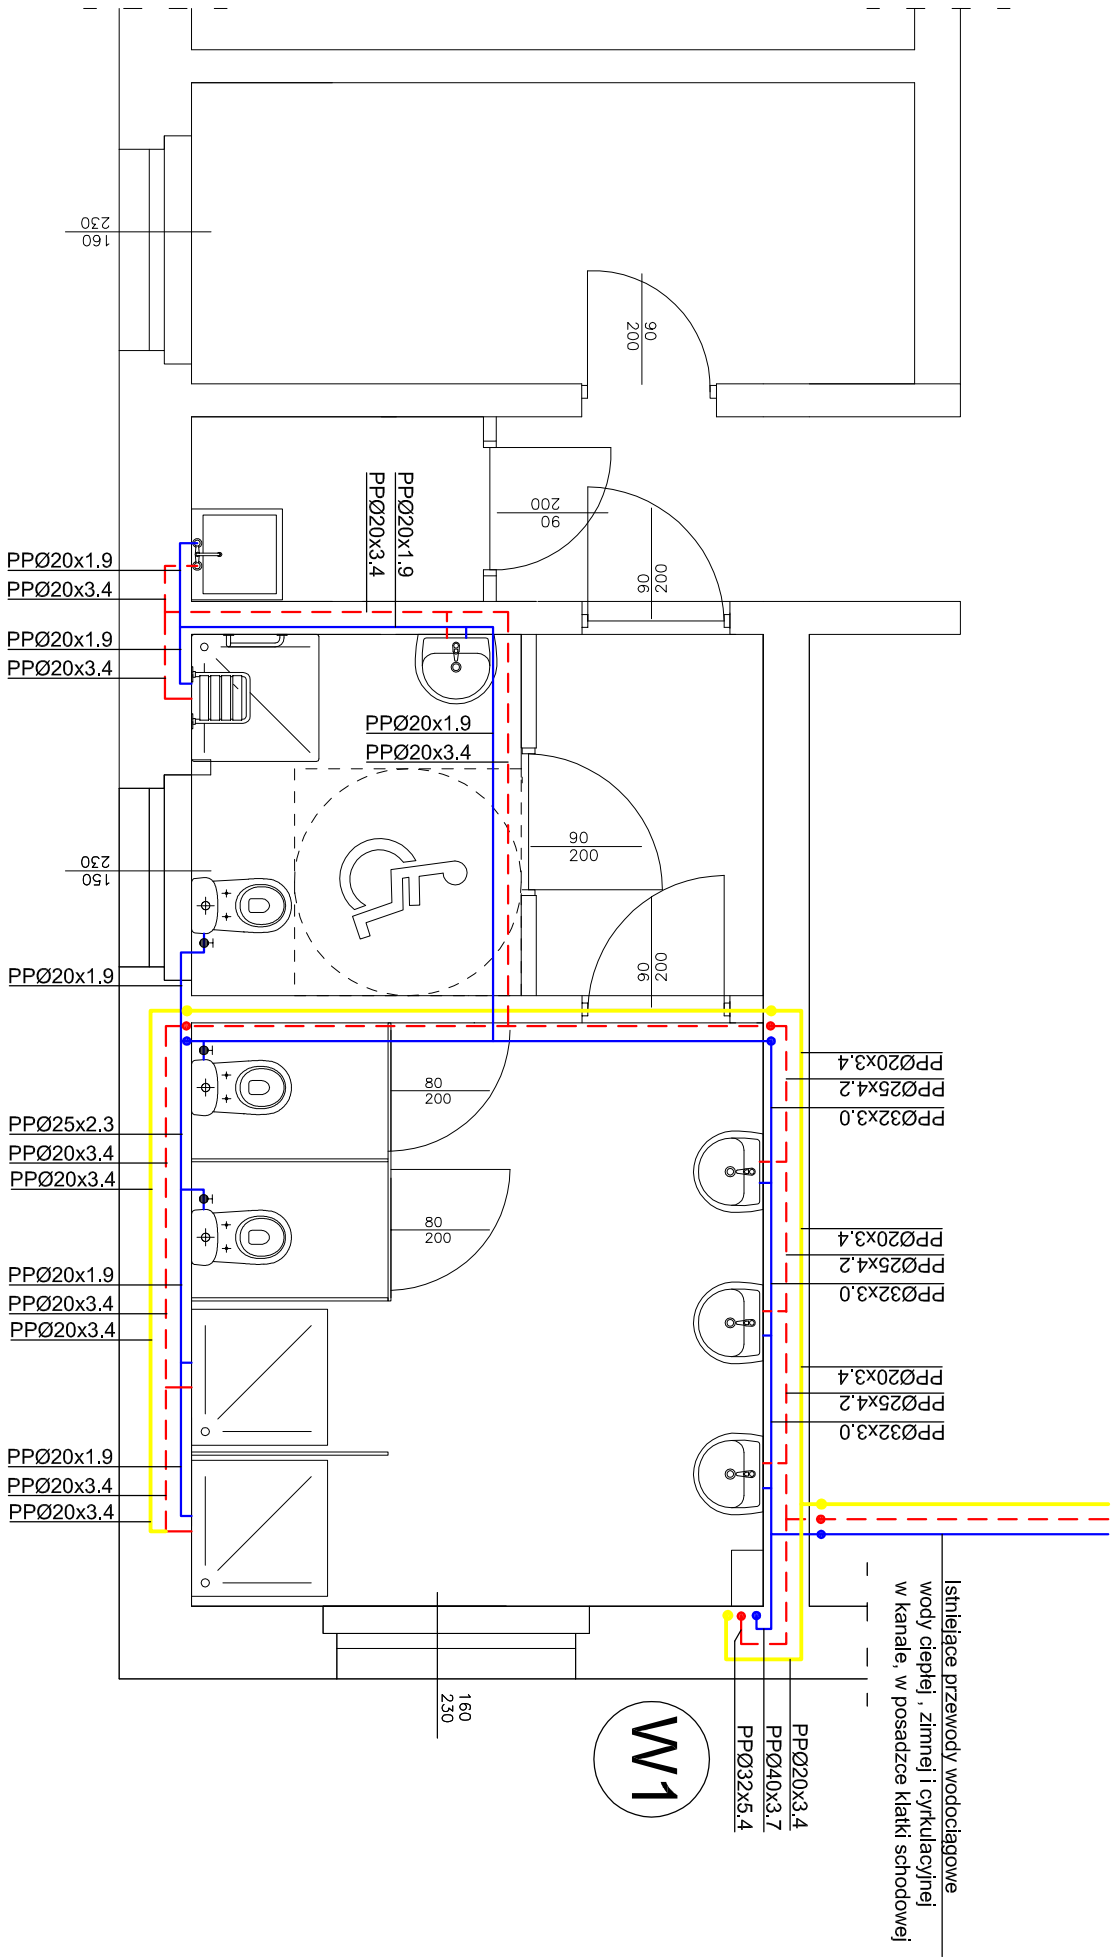 230
160
90
200
200
90
90
200
PPØ20x1.9
PPØ20x3.4
PPØ20x1.9
PPØ20x3.4
PPØ20x1.9
PPØ20x3.4
PPØ20x1.9
PPØ20x3.4
90
200
230
150
90
200
PPØ20x1.9
PPØ20x3.4
PPØ25x4.2
PPØ32x3.0
80
200
PPØ25x2.3
PPØ20x3.4
PPØ20x3.4
80
200
PPØ20x3.4
PPØ25x4.2
PPØ32x3.0
PPØ20x1.9
PPØ20x3.4
PPØ20x3.4
PPØ20x3.4
PPØ25x4.2
PPØ32x3.0
PPØ20x1.9
PPØ20x3.4
PPØ20x3.4
Istniejące przewody wodociągowe
wody ciepłej , zimnej i cyrkulacyjnej
w kanale, w posadzce klatki schodowej
160
230
W1
PPØ20x3.4
PPØ40x3.7
PPØ32x5.4